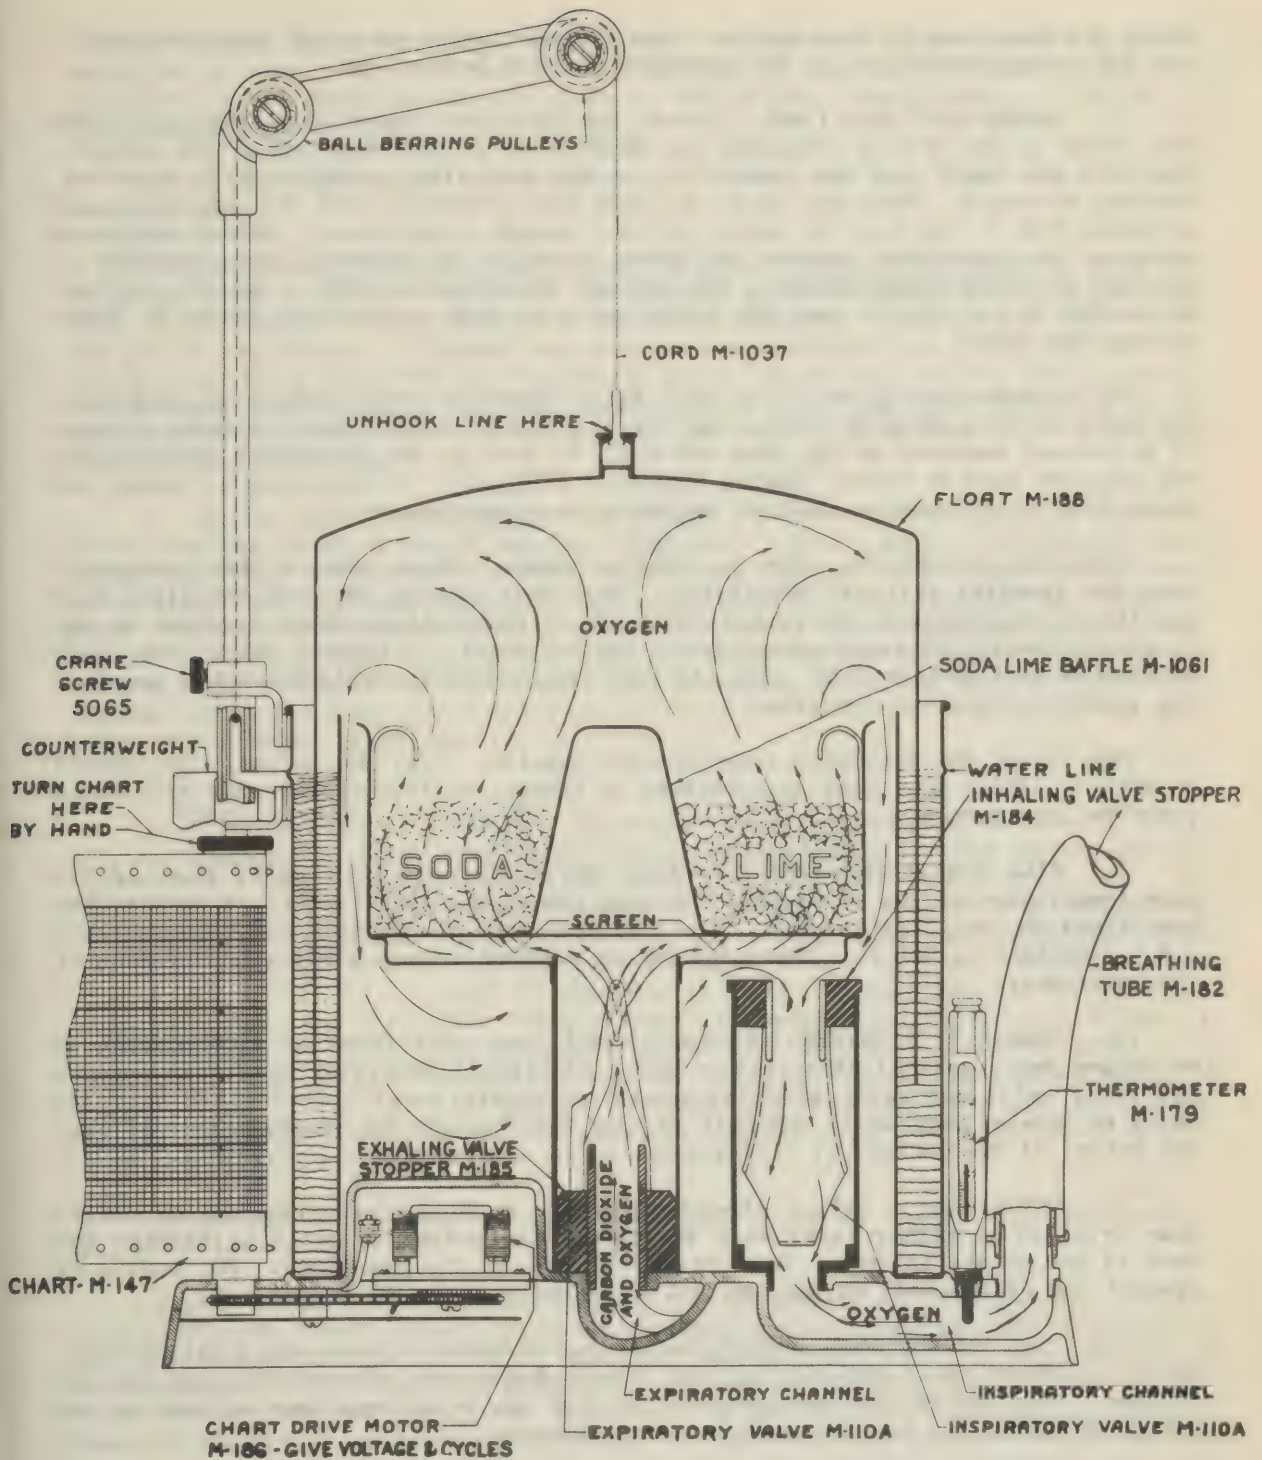 BALL BEARING PULLEYS
CORD M-1037
UNHOOK LINE HERE
FLOAT M-188
OXYGEN
CRANE
SCREW
5065
SODA LIME BAFFLE M-1061
COUNTERWEIGHT
WATER LINE
TURN CHART
HERE
BY HAND
INHALING VALVE STOPPER
M-184
SODA
LIME
SCREEN
BREATHING
TUBE M-182
THERMOMETER
M-179
EXHALING VALVE
STOPPER M-185
CARBON DIOXIDE
AND OXYGEN
CHART-M-147
OXYGEN
EXPIRATORY CHANNEL
INSPIRATORY CHANNEL
CHART DRIVE MOTOR
M-186-GIVE VOLTAGE & CYCLES
EXPIRATORY VALVE M-110A
INSPIRATORY VALVE M-110A